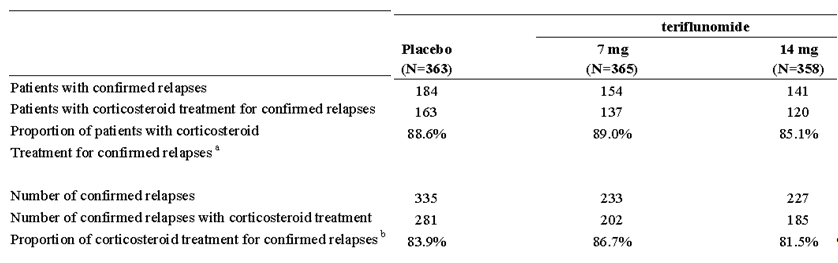 teriflunomide
Placebo 7 mg 14 mg
(N=363) (N=365) (N=358)
Patients with confirmed relapses 184 154 141
Patients with corticosteroid treatment for confirmed relapses 163 137 120
Proportion of patients with corticosteroid 88.6% 89.0% 85.1%
Treatment for confirmed relapses a
Number of confirmed relapses 335 233 227
Number of confirmed relapses with corticosteroid treatment 281 202 185
Proportion of corticosteroid treatment for confirmed relapses b 83.9% 86.7% 81.5%